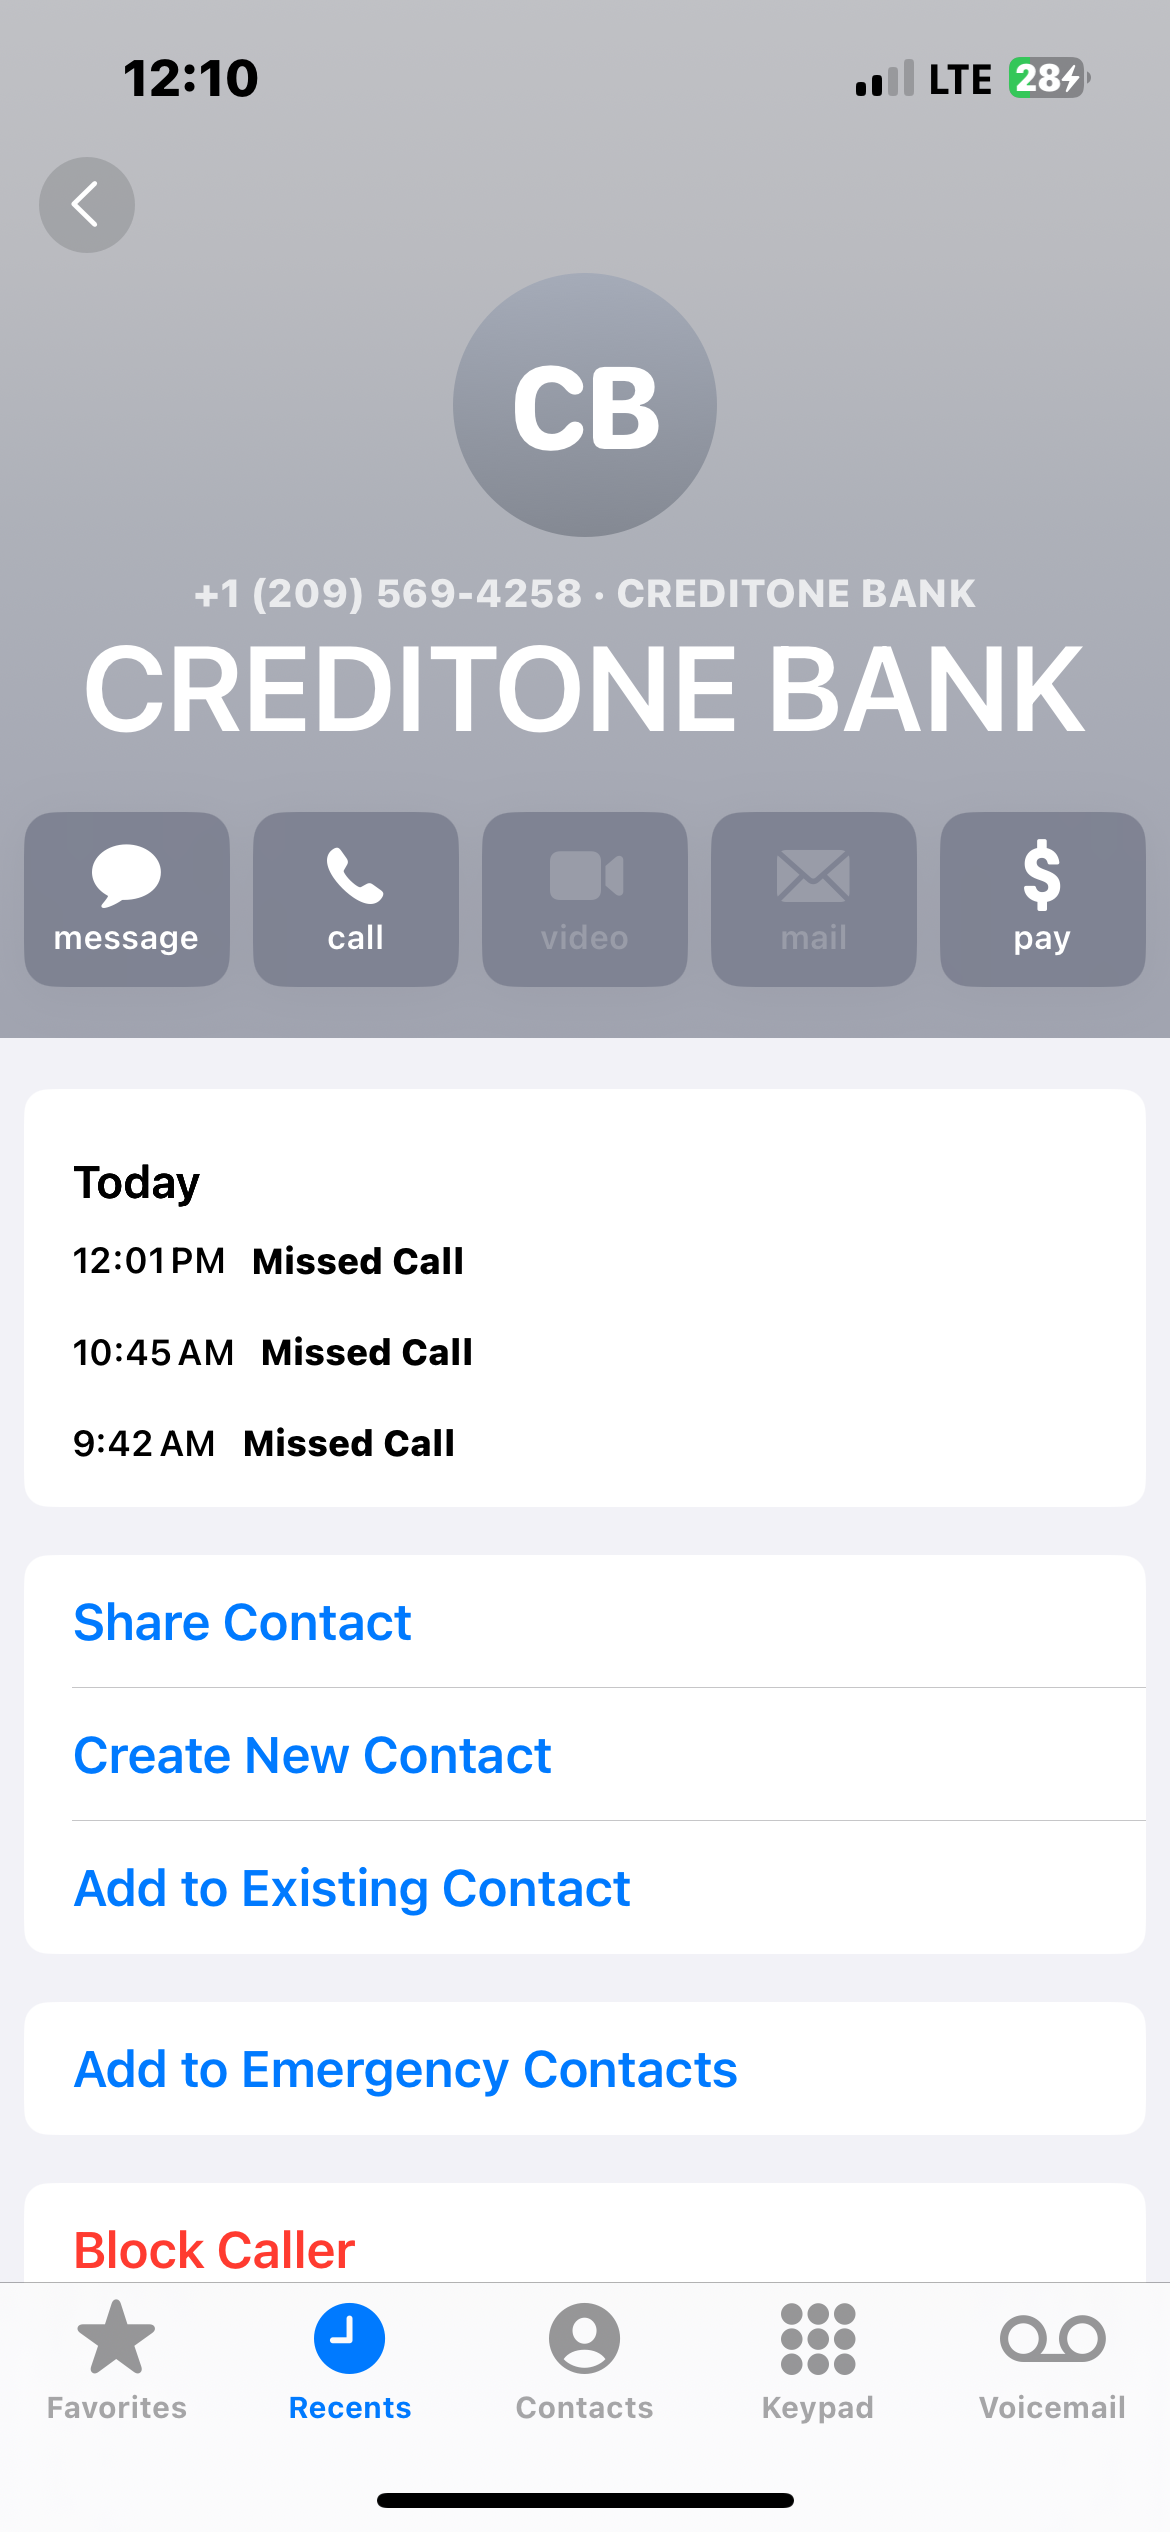 12:10
LTE 28
CB
+1 (209) 569-4258 · CREDITONE BANK
CREDITONE BANK
message call video mail pay
Today
12:01 PM Missed Call
10:45 AM Missed Call
9:42 AM Missed Call
Share Contact
Create New Contact
Add to Existing Contact
Add to Emergency Contacts
Block Caller
Favorites Recents Contacts Keypad Voicemail